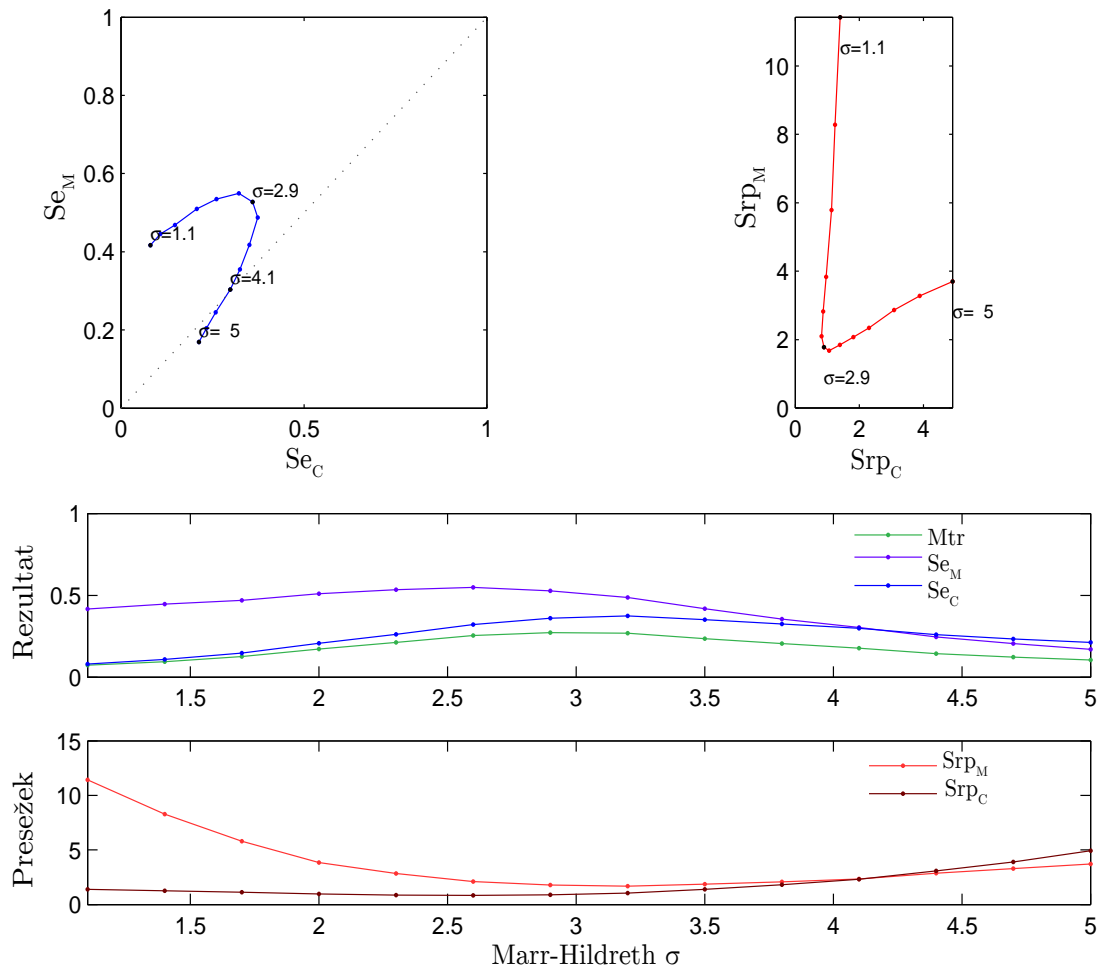 1
0.8
0.6
0.4
0.2
0
0
0.5
1
Se_M
Se_C
σ=1.1
σ=2.9
σ=4.1
σ= 5
10
8
6
4
2
0
0
2
4
Srp_M
Srp_C
σ=1.1
σ= 5
σ=2.9
1
0.5
0
Rezultat
Mtr
Se_M
Se_C
1.5
2
2.5
3
3.5
4
4.5
5
15
10
5
0
Presežek
Srp_M
Srp_C
1.5
2
2.5
3
3.5
4
4.5
5
Marr-Hildreth σ